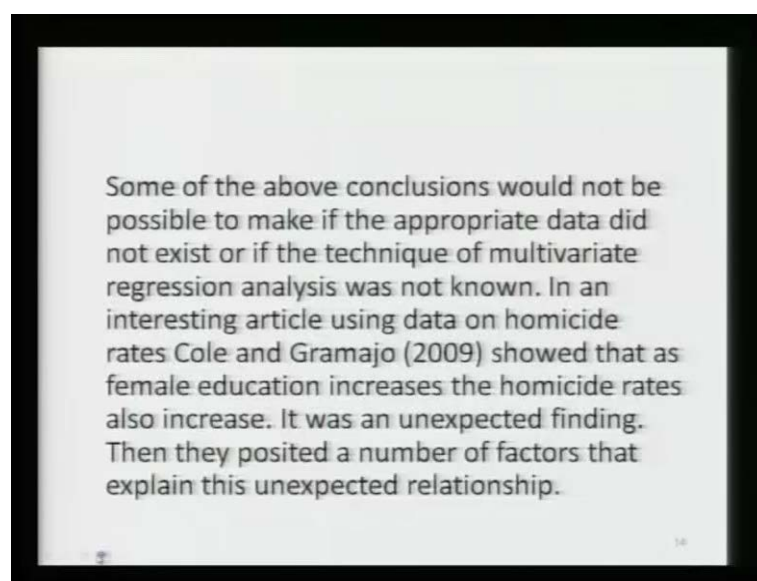 Some of the above conclusions would not be
possible to make if the appropriate data did
not exist or if the technique of multivariate
regression analysis was not known. In an
interesting article using data on homicide
rates Cole and Gramajo (2009) showed that as
female education increases the homicide rates
also increase. It was an unexpected finding.
Then they posited a number of factors that
explain this unexpected relationship.